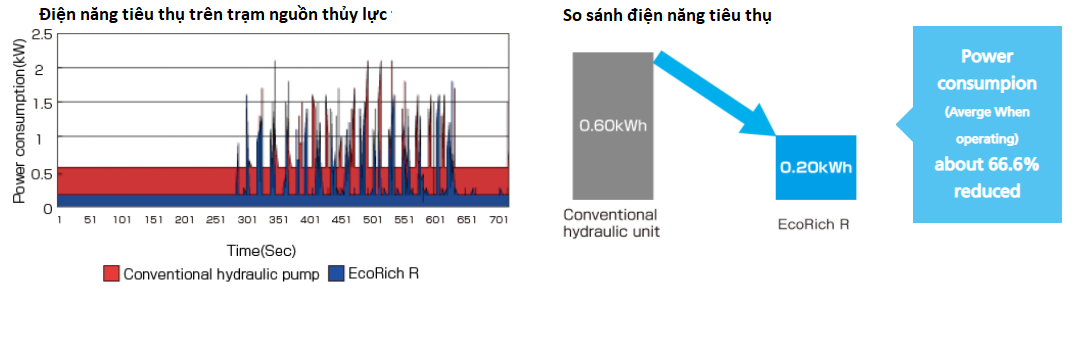 Điện năng tiêu thụ trên trạm nguồn thủy lực
Power consumption(kW)
2.5
2
1.5
1
0.5
0
1 51 101 151 201 251 301 351 401 451 501 551 601 651 701
Time(Sec)
Conventional hydraulic pump EcoRich R
So sánh điện năng tiêu thụ
0.60kWh
Conventional
hydraulic unit
0.20kWh
EcoRich R
Power
consumpion
(Averge When
operating)
about 66.6%
reduced